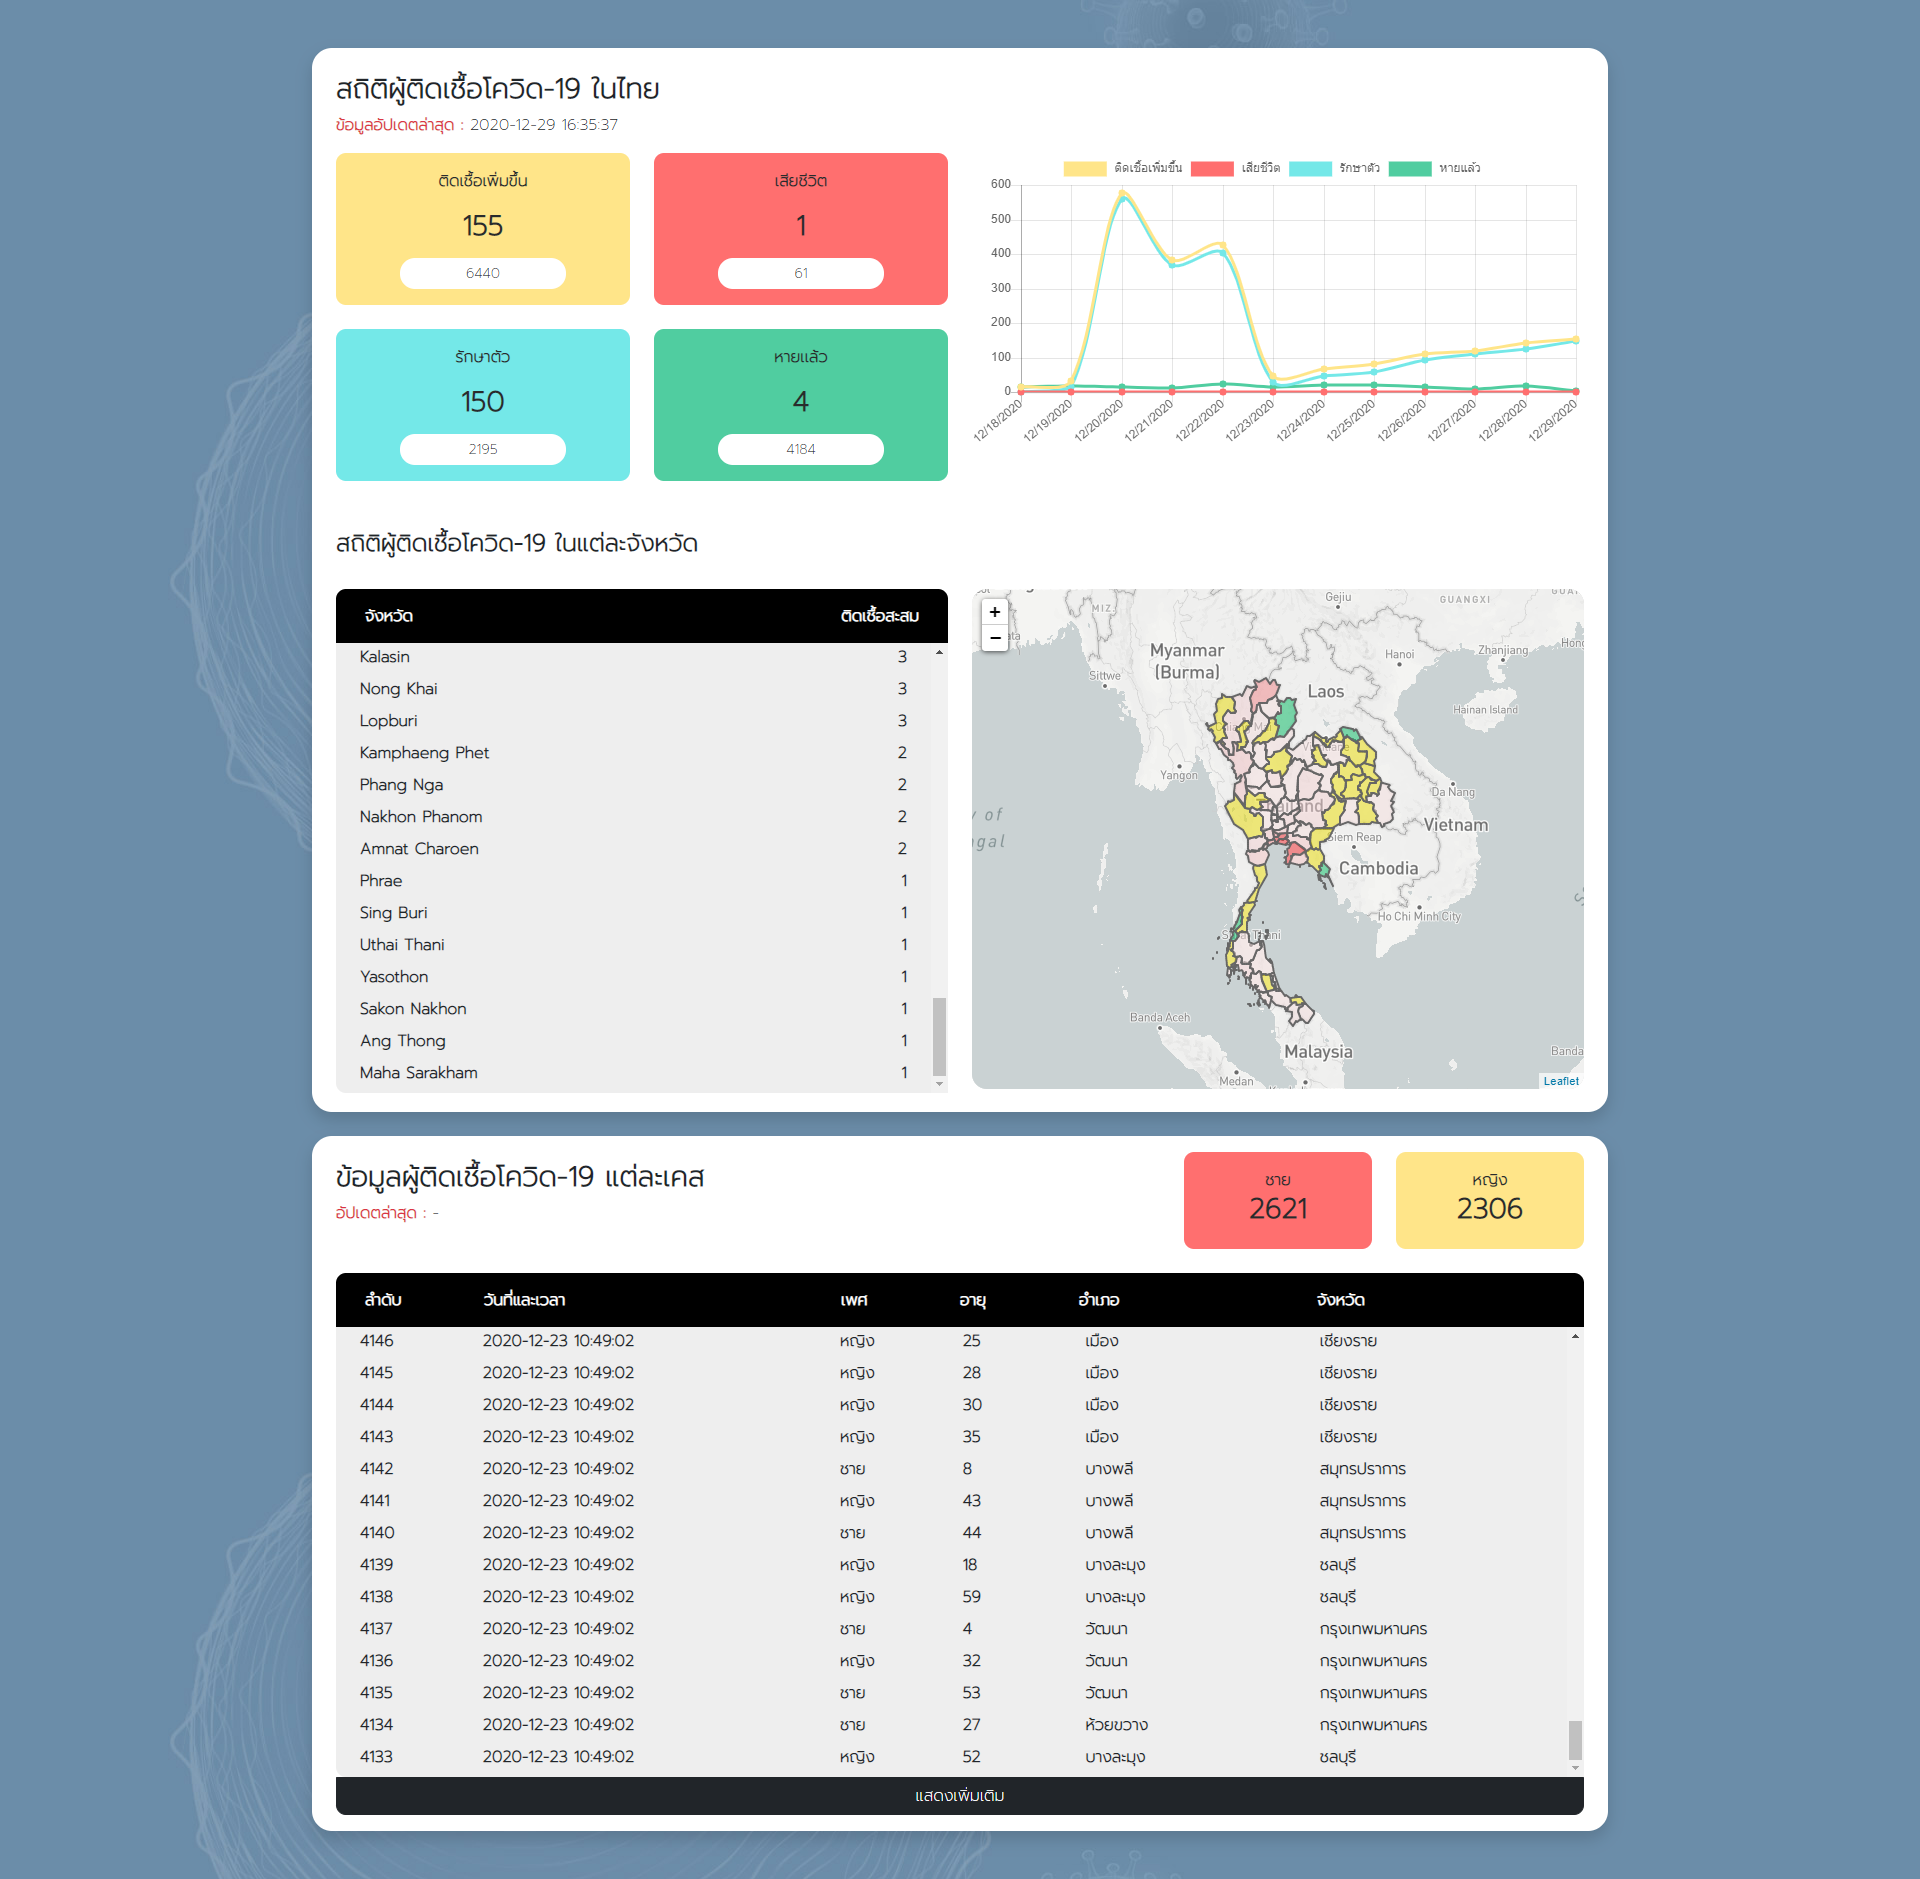 สถิติผู้ติดเชื้อโควิด-19 ในไทย
ข้อมูลอัปเดตล่าสุด : 2020-12-29 16:35:37
ติดเชื้อเพิ่มขึ้น
155
6440
เสียชีวิต
1
61
รักษาตัว
150
2195
หายแล้ว
4
4184
ติดเชื้อเพิ่มขึ้น เสียชีวิต รักษาตัว หายแล้ว
600
500
400
300
200
100
0
12/18/2020 12/19/2020 12/20/2020 12/21/2020 12/22/2020 12/23/2020 12/24/2020 12/25/2020 12/26/2020 12/27/2020 12/28/2020 12/29/2020
สถิติผู้ติดเชื้อโควิด-19 ในแต่ละจังหวัด
จังหวัด ติดเชื้อสะสม
Kalasin 3
Nong Khai 3
Lopburi 3
Kamphaeng Phet 2
Phang Nga 2
Nakhon Phanom 2
Amnat Charoen 2
Phrae 1
Sing Buri 1
Uthai Thani 1
Yasothon 1
Sakon Nakhon 1
Ang Thong 1
Maha Sarakham 1
+
−
MIZ.
Gejiu
GUANGXI
Myanmar
(Burma)
Hanoi
Zhanjiang
Sittwe
Laos
Hainan Island
Yangon
Da Nang
Vietnam
Siem Reap
Cambodia
Ho Chi Minh City
Banda Aceh
Malaysia
Banda
Medan
Leaflet
ข้อมูลผู้ติดเชื้อโควิด-19 แต่ละเคส
อัปเดตล่าสุด : -
ชาย
2621
หญิง
2306
ลำดับ วันที่และเวลา เพศ อายุ อำเภอ จังหวัด
4146 2020-12-23 10:49:02 หญิง 25 เมือง เชียงราย
4145 2020-12-23 10:49:02 หญิง 28 เมือง เชียงราย
4144 2020-12-23 10:49:02 หญิง 30 เมือง เชียงราย
4143 2020-12-23 10:49:02 หญิง 35 เมือง เชียงราย
4142 2020-12-23 10:49:02 ชาย 8 บางพลี สมุทรปราการ
4141 2020-12-23 10:49:02 หญิง 43 บางพลี สมุทรปราการ
4140 2020-12-23 10:49:02 ชาย 44 บางพลี สมุทรปราการ
4139 2020-12-23 10:49:02 หญิง 18 บางละมุง ชลบุรี
4138 2020-12-23 10:49:02 หญิง 59 บางละมุง ชลบุรี
4137 2020-12-23 10:49:02 ชาย 4 วัฒนา กรุงเทพมหานคร
4136 2020-12-23 10:49:02 หญิง 32 วัฒนา กรุงเทพมหานคร
4135 2020-12-23 10:49:02 ชาย 53 วัฒนา กรุงเทพมหานคร
4134 2020-12-23 10:49:02 ชาย 27 ห้วยขวาง กรุงเทพมหานคร
4133 2020-12-23 10:49:02 หญิง 52 บางละมุง ชลบุรี
แสดงเพิ่มเติม